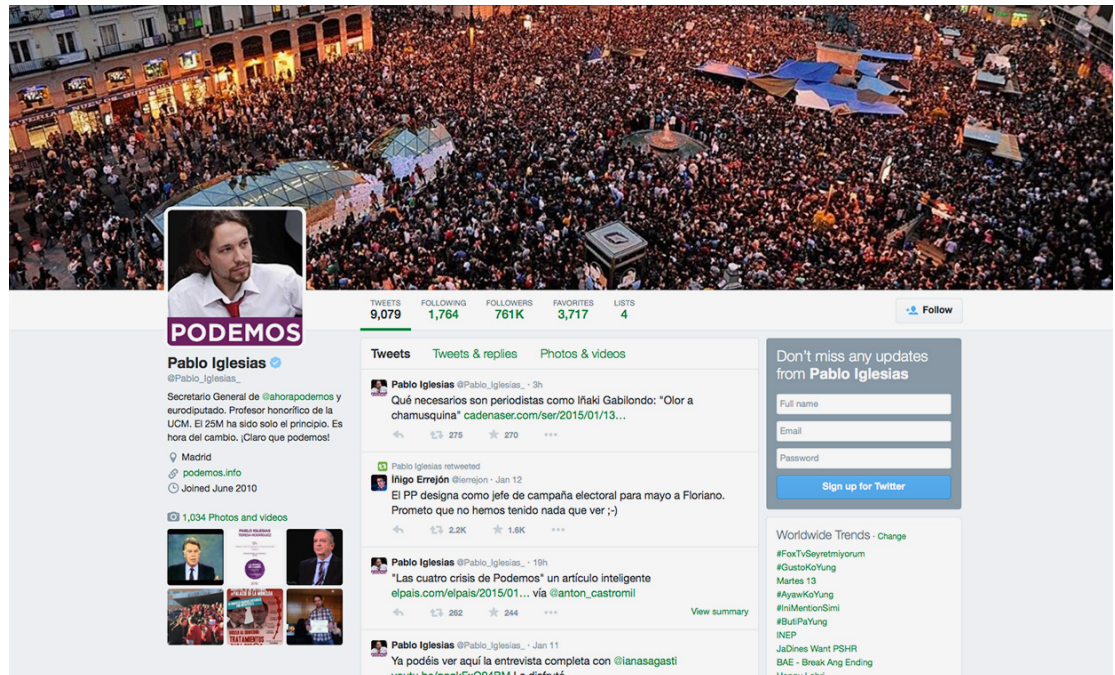 PODEMOS
Pablo Iglesias
@Pablo_Iglesias_
Secretario General de @ahorapodemos y
eurodiputado. Profesor honorífico de la
UCM. El 25M ha sido solo el principio. Es
hora del cambio. ¡Claro que podemos!
Madrid
podemos.info
Joined June 2010
1,034 Photos and videos
PABLO IGLESIAS
TERESA RODRÍGUEZ
TRATAMIENTOS
TWEETS FOLLOWING FOLLOWERS FAVORITES LISTS
9,079 1,764 761K 3,717 4
Follow
Tweets Tweets & replies Photos & videos
Pablo Iglesias @Pablo_Iglesias_ · 3h
Qué necesarios son periodistas como Iñaki Gabilondo: "Olor a
chamusquina" cadenaser.com/ser/2015/01/13…
275 270
Pablo Iglesias retweeted
Íñigo Errejón @ierrejon · Jan 12
El PP designa como jefe de campaña electoral para mayo a Floriano.
Prometo que no hemos tenido nada que ver ;-)
2.2K 1.6K
Pablo Iglesias @Pablo_Iglesias_ · 19h
"Las cuatro crisis de Podemos" un artículo inteligente
elpais.com/elpais/2015/01… vía @anton_castromil
262 244
View summary
Pablo Iglesias @Pablo_Iglesias_ · Jan 11
Ya podéis ver aquí la entrevista completa con @ianasagasti
Don't miss any updates
from Pablo Iglesias
Full name
Email
Password
Sign up for Twitter
Worldwide Trends · Change
#FoxTvSeyretmiyorum
#GustoKoYung
Martes 13
#AyawKoYung
#IniMentionSimi
#ButiPaYung
INEP
JaDines Want PSHR
BAE - Break Ang Ending